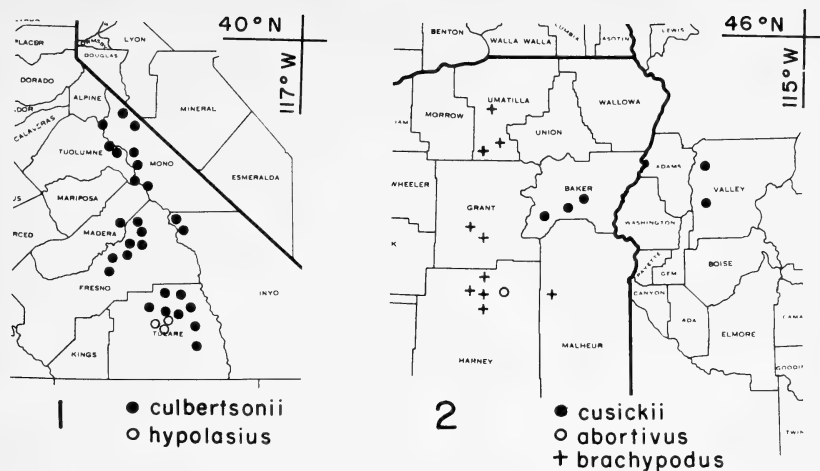 40°N
117°W
LYON
PLACER
DOUGLAS
DORADO
ALPINE
MINERAL
CALAVERAS
TUOLUMNE
MONO
ESMERALDA
MARIPOSA
MADERA
FRESNO
INYO
TULARE
KINGS
1
culbertsonii
hypolasius
46°N
115°W
BENTON
WALLA WALLA
ASOTIN
LEWIS
UMATILLA
WALLOWA
MORROW
UNION
ADAMS
WHEELER
BAKER
VALLEY
GRANT
WASHINGTON
PAYETTE
GEM
BOISE
CANYON
ADA
ELMORE
HARNEY
MALHEUR
2
cusickii
abortivus
brachypodus